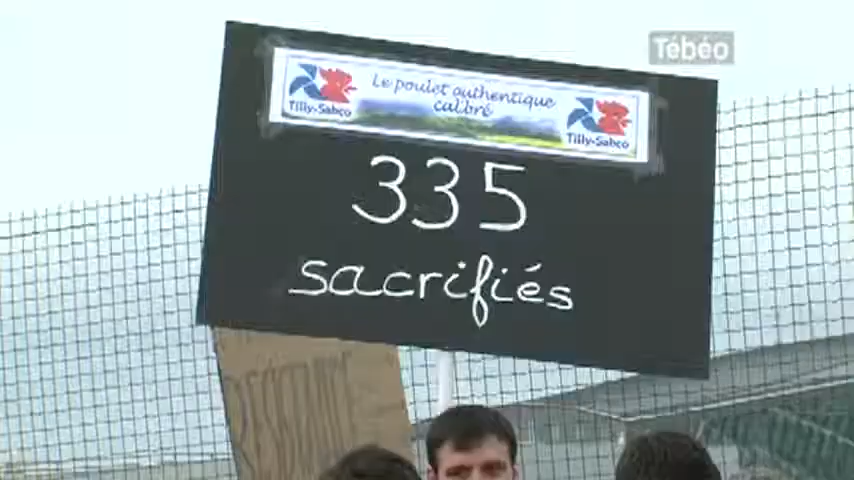 Tébéo
Le poulet authentique
calibré
Tilly-Sabco
Tilly-Sabco
335
sacrifiés